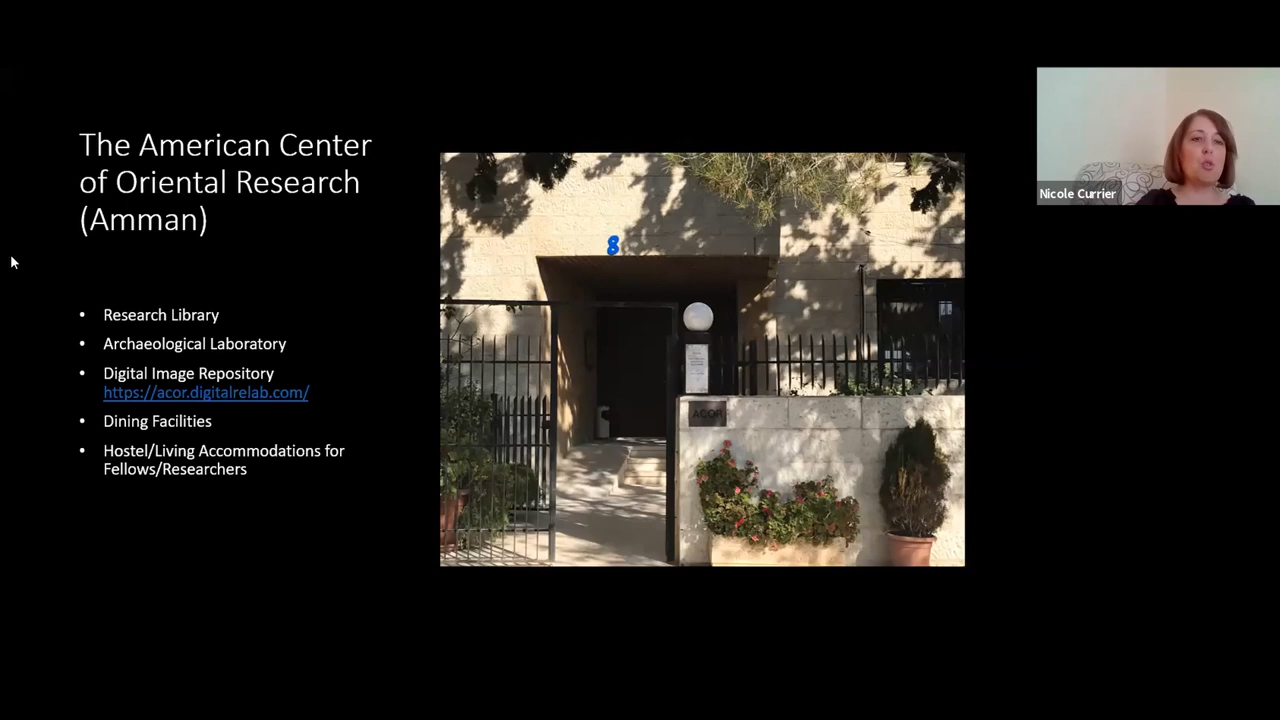 The American Center
of Oriental Research
(Amman)
• Research Library
• Archaeological Laboratory
• Digital Image Repository
https://acor.digitalrelab.com/
• Dining Facilities
• Hostel/Living Accommodations for
Fellows/Researchers
8
ACOR
Nicole Currier